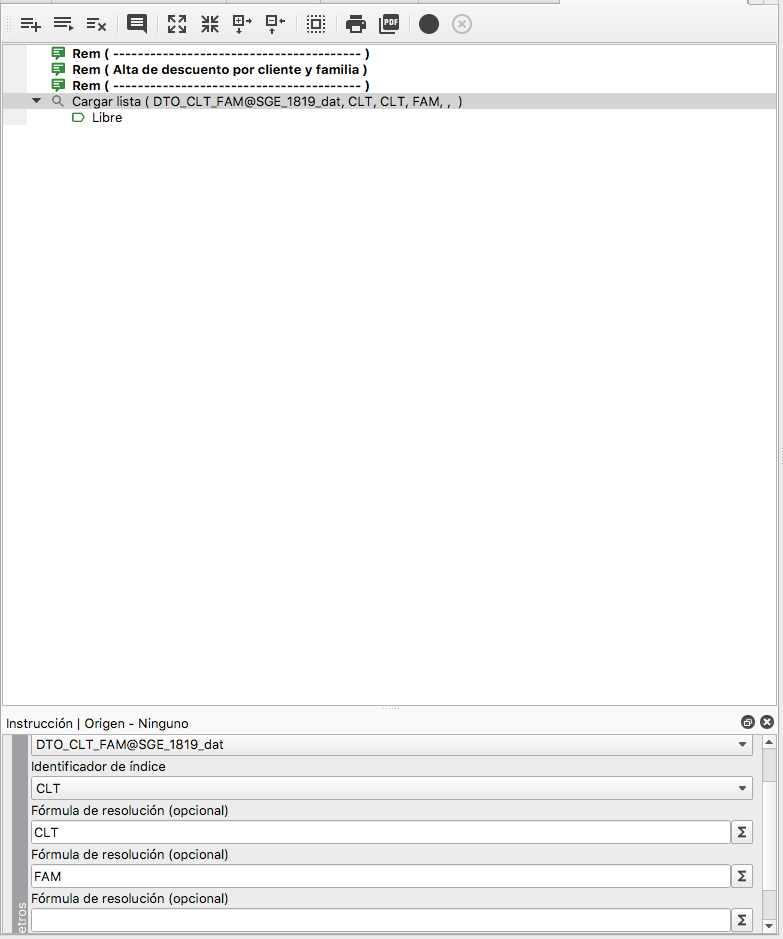 PDF
Rem ( ---------------------------------------- )
Rem ( Alta de descuento por cliente y familia )
Rem ( ---------------------------------------- )
Cargar lista ( DTO_CLT_FAM@SGE_1819_dat, CLT, CLT, FAM, , )
Libre
Instrucción | Origen - Ninguno
DTO_CLT_FAM@SGE_1819_dat
Identificador de índice
CLT
Fórmula de resolución (opcional)
CLT
Σ
Fórmula de resolución (opcional)
FAM
Σ
Fórmula de resolución (opcional)
Σ
etros